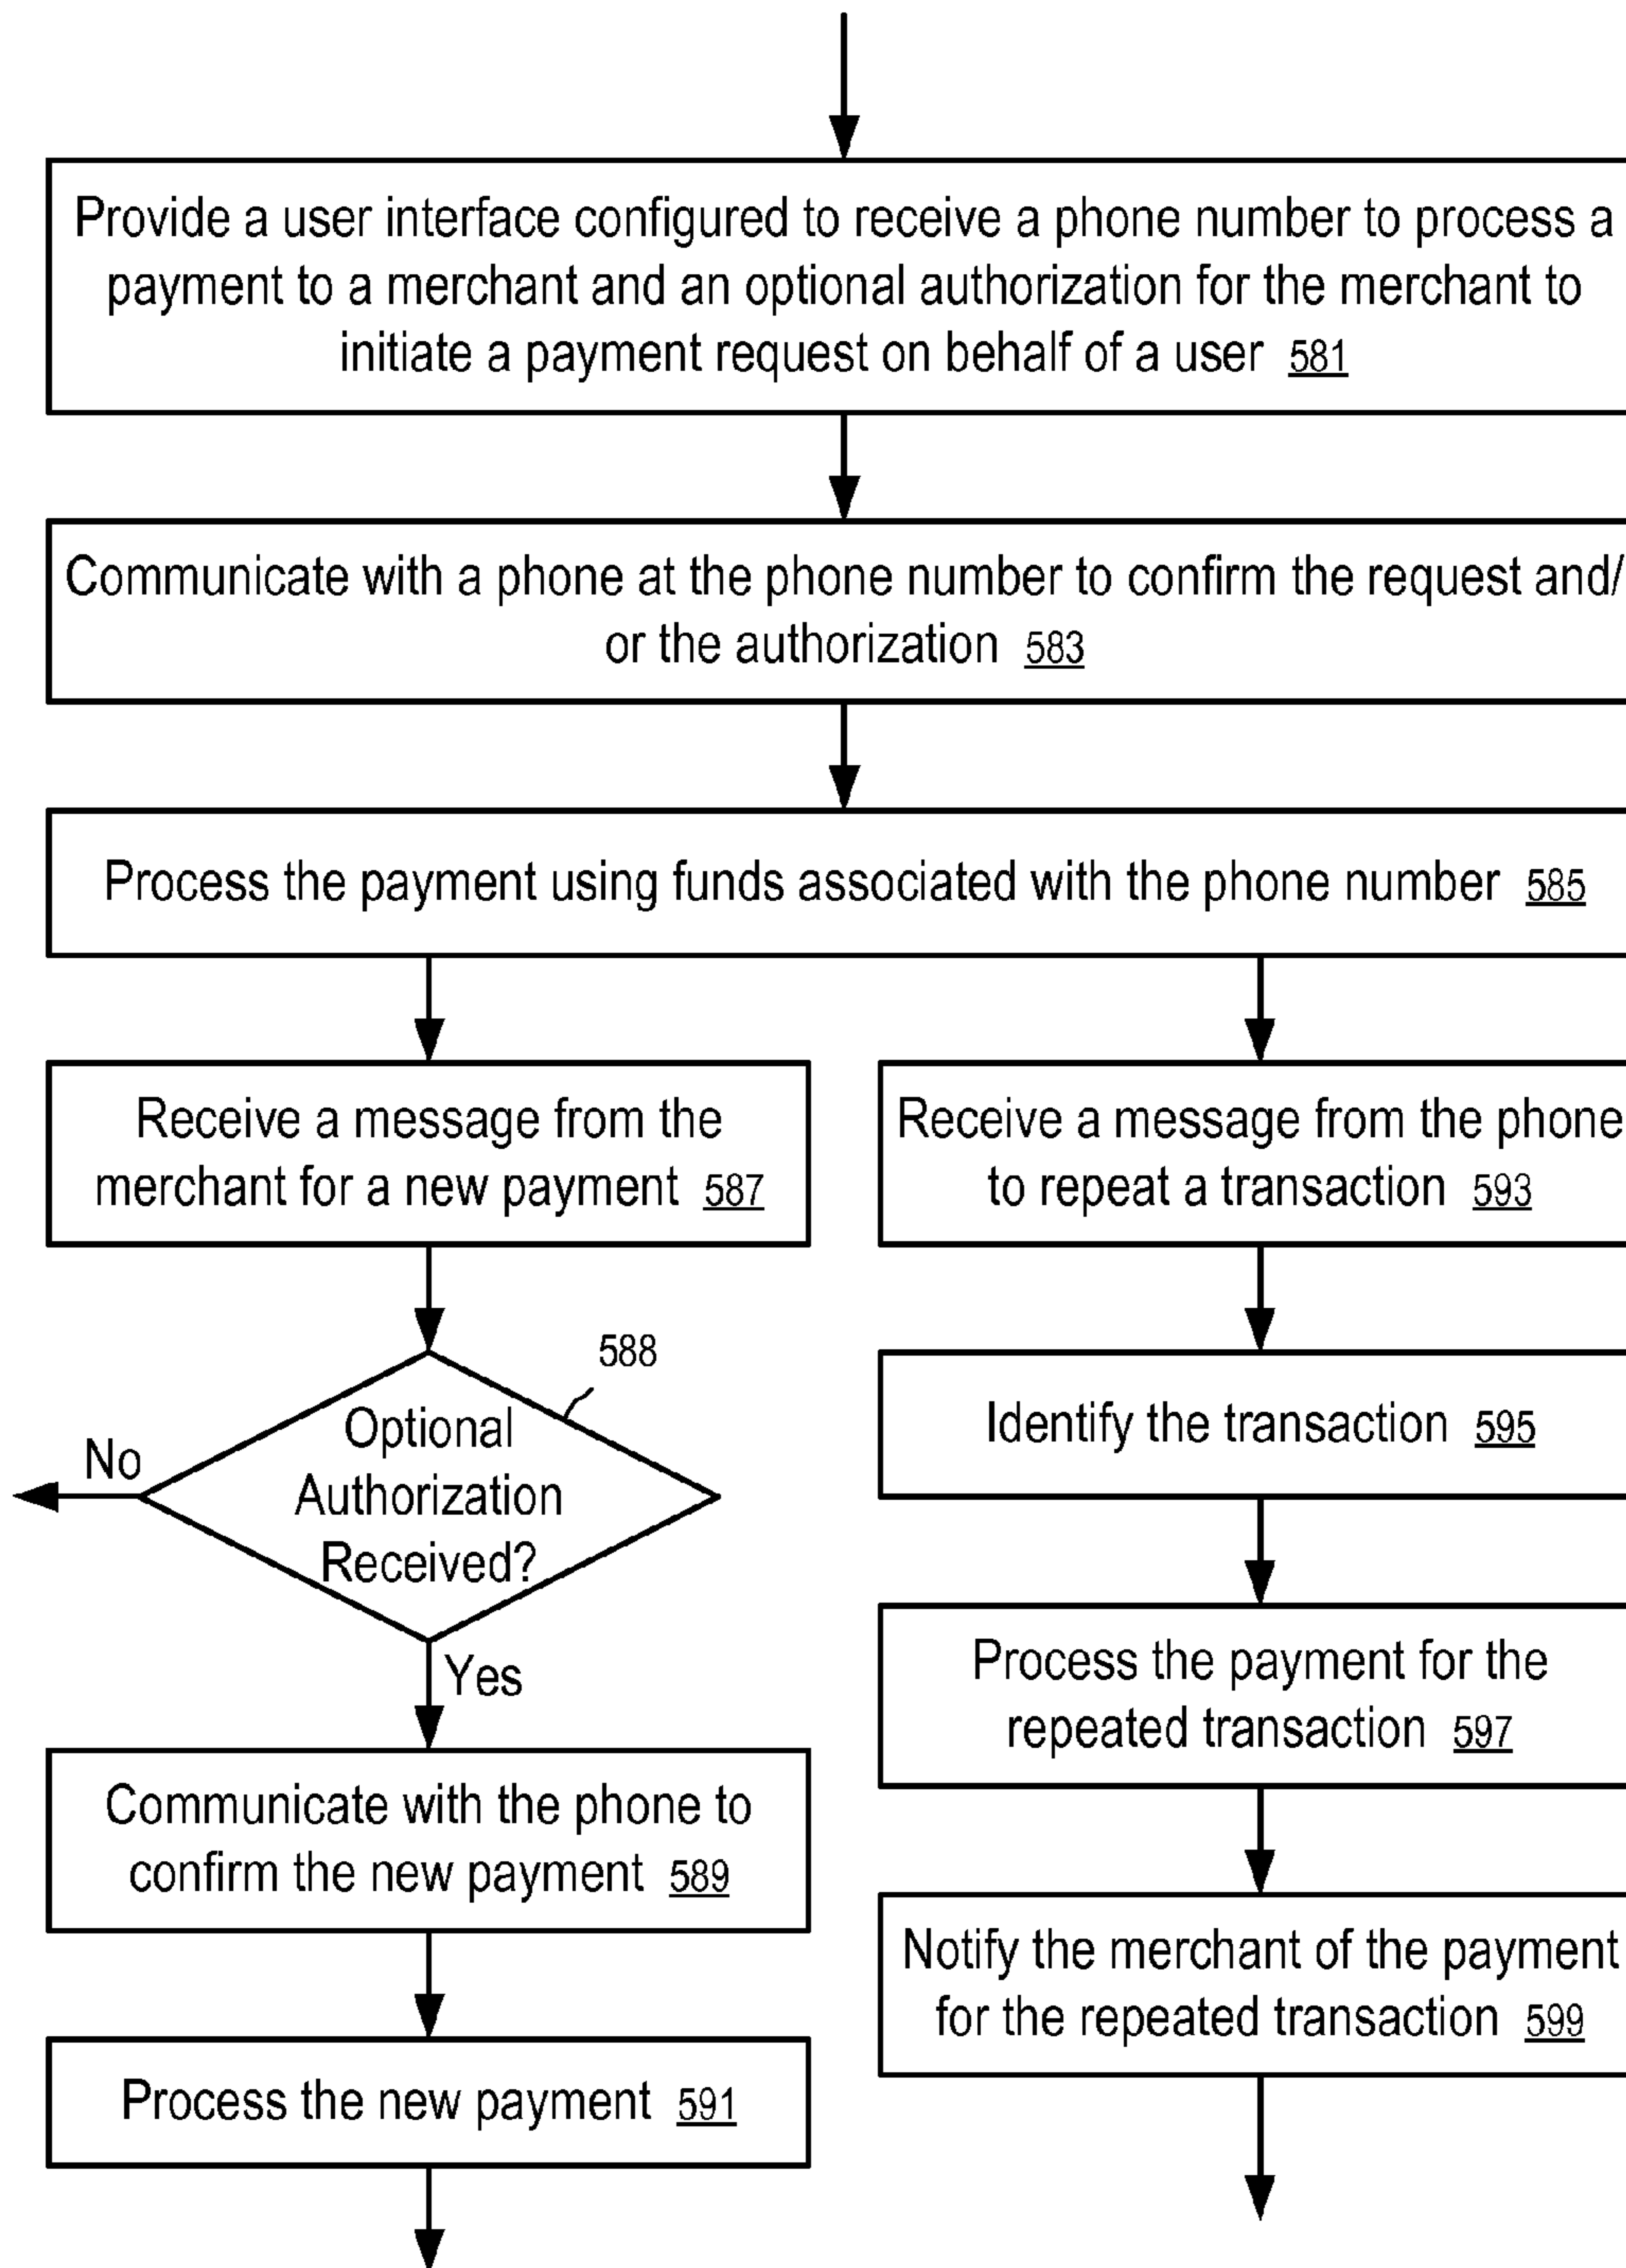 Provide a user interface configured to receive a phone number to process a
payment to a merchant and an optional authorization for the merchant to
initiate a payment request on behalf of a user 581
Communicate with a phone at the phone number to confirm the request and/
or the authorization 583
Process the payment using funds associated with the phone number 585
Receive a message from the
merchant for a new payment 587
588
Optional
Authorization
Received?
No
Yes
Communicate with the phone to
confirm the new payment 589
Process the new payment 591
Receive a message from the phone
to repeat a transaction 593
Identify the transaction 595
Process the payment for the
repeated transaction 597
Notify the merchant of the payment
for the repeated transaction 599